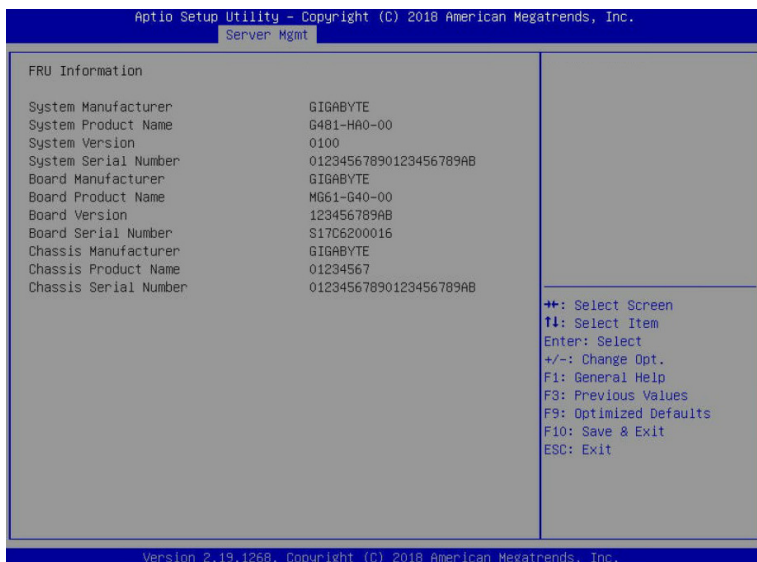 Aptio Setup Utility – Copyright (C) 2018 American Megatrends, Inc.
Server Mgmt
FRU Information
System Manufacturer GIGABYTE
System Product Name G481-HA0-00
System Version 0100
System Serial Number 01234567890123456789AB
Board Manufacturer GIGABYTE
Board Product Name MG61-G40-00
Board Version 123456789AB
Board Serial Number S17C6200016
Chassis Manufacturer GIGABYTE
Chassis Product Name 01234567
Chassis Serial Number 01234567890123456789AB
→←: Select Screen
↑↓: Select Item
Enter: Select
+/-: Change Opt.
F1: General Help
F3: Previous Values
F9: Optimized Defaults
F10: Save & Exit
ESC: Exit
Version 2.19.1268. Copyright (C) 2018 American Megatrends, Inc.